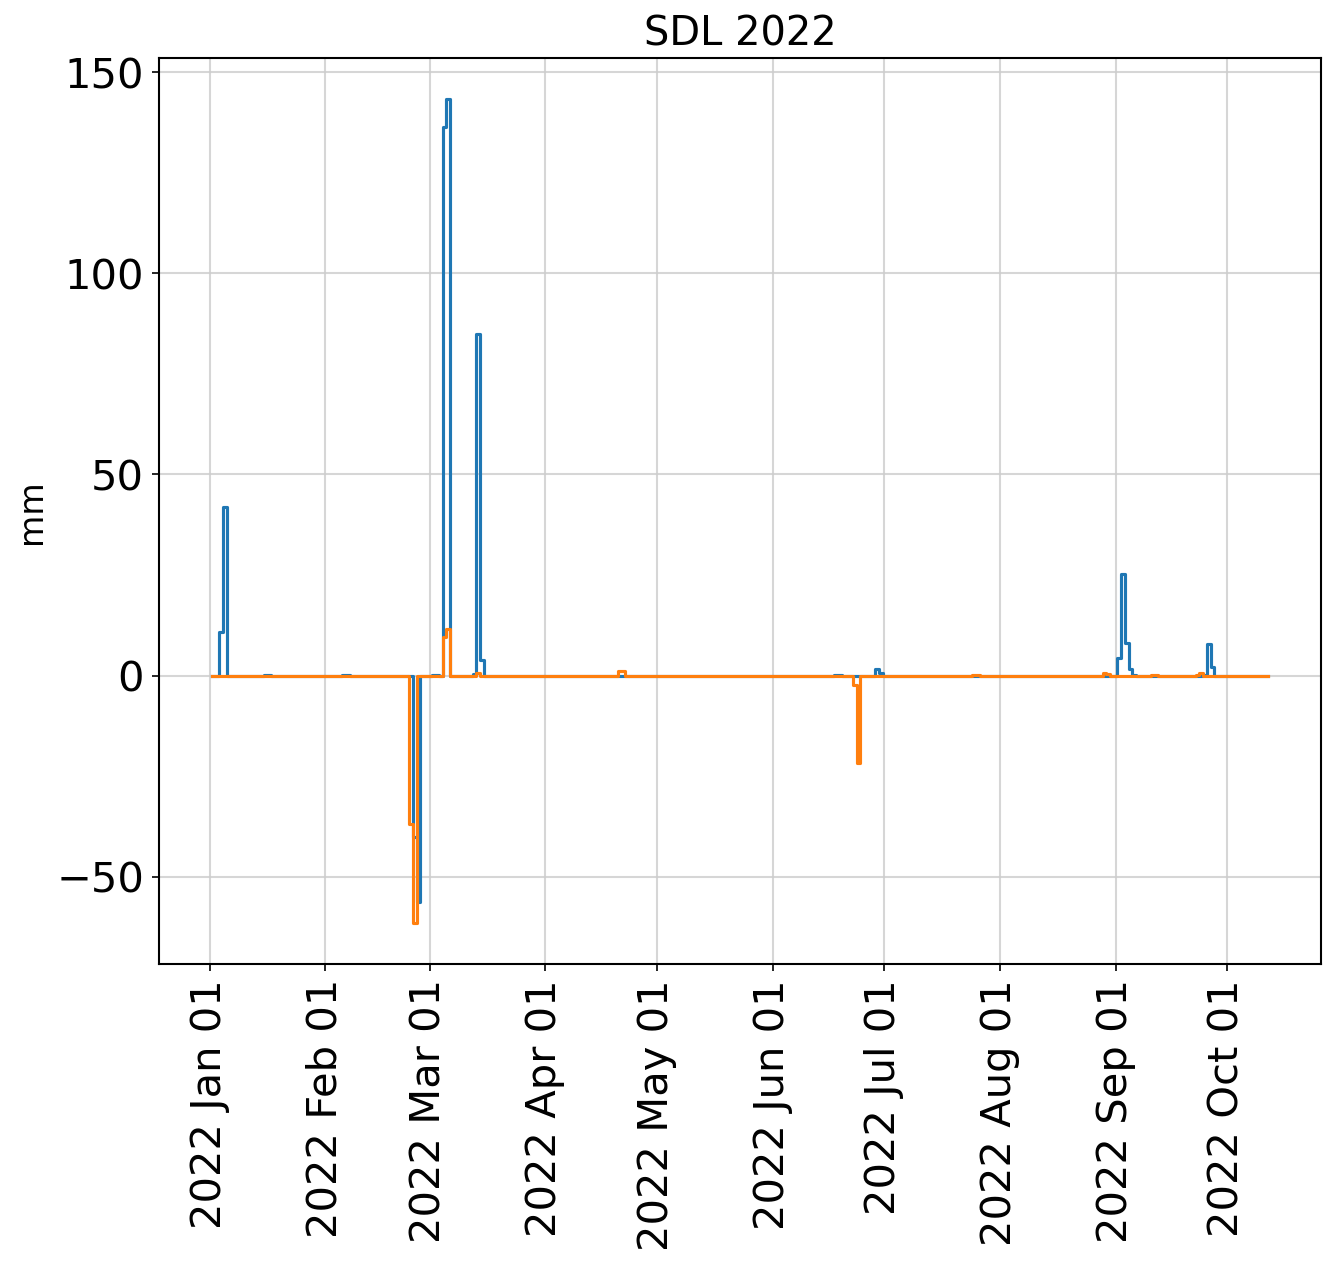 SDL 2022
150
100
50
0
−50
mm
2022 Jan 01
2022 Feb 01
2022 Mar 01
2022 Apr 01
2022 May 01
2022 Jun 01
2022 Jul 01
2022 Aug 01
2022 Sep 01
2022 Oct 01